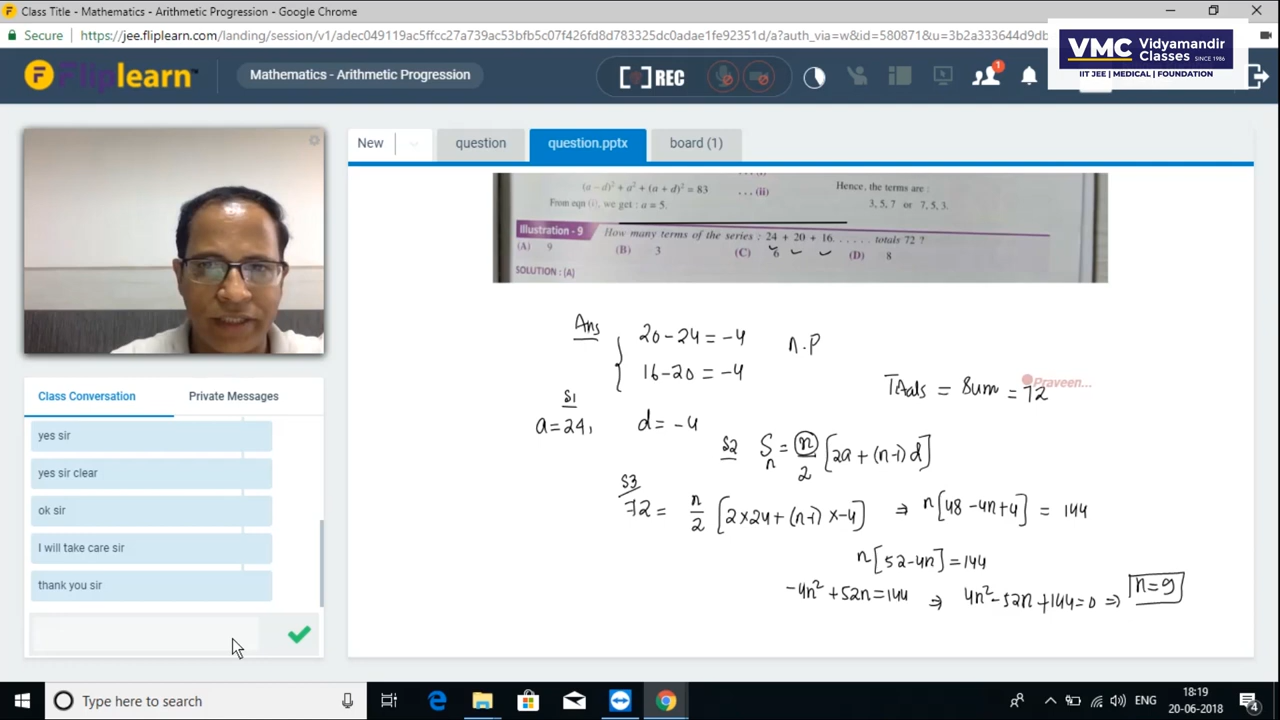 Class Title - Mathematics - Arithmetic Progression - Google Chrome
Secure https://jee.fliplearn.com/landing/session/v1/adec049119ac5ffcc27a739ac53bfb5c07f426fd8d783325dc0adae1fe92351d/a?auth_via=w&id=580871&u=3b2a333644d9db
VMC Vidyamandir Classes SINCE 1986
IIT JEE | MEDICAL | FOUNDATION
Fliplearn
Mathematics - Arithmetic Progression
[ ] REC
1
New
question
question.pptx
board (1)
(a − d)² + a² + (a + d)² = 83 . . . (ii)
Hence, the terms are :
From eqn (i), we get : a = 5.
3, 5, 7 or 7, 5, 3.
Illustration - 9 How many terms of the series : 24 + 20 + 16. . . . . . totals 72 ?
(A) 9 (B) 3 (C) 6 (D) 8
SOLUTION : (A)
Ans
20-24 = -4
16-20 = -4
Praveen...
= Sum = 72
S1
a=24, d= -4
S2 Sn = n/2 [2a + (n-1)d]
S3
72 = n/2 [2×24 + (n-1) ×-4] ⇒ n[48-4n+4] = 144
n[52-4n] = 144
-4n²+52n=144 ⇒ 4n²-52n+144=0 ⇒ n=9
Class Conversation
Private Messages
yes sir
yes sir clear
ok sir
I will take care sir
thank you sir
Type here to search
ENG
18:19
20-06-2018
4